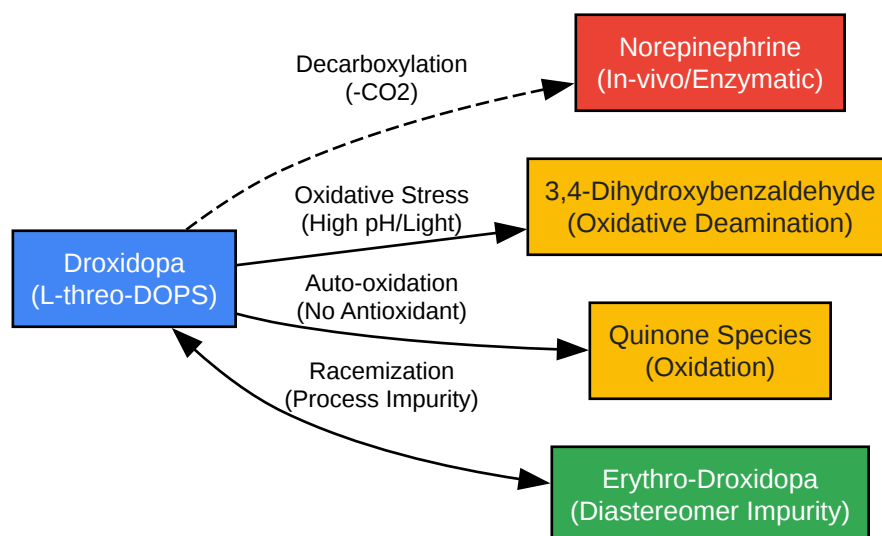 Decarboxylation
(-CO2)
Norepinephrine
(In-vivo/Enzymatic)
Oxidative Stress
(High pH/Light)
3,4-Dihydroxybenzaldehyde
(Oxidative Deamination)
Droxidopa
(L-threo-DOPS)
Auto-oxidation
(No Antioxidant)
Quinone Species
(Oxidation)
Racemization
(Process Impurity)
Erythro-Droxidopa
(Diastereomer Impurity)